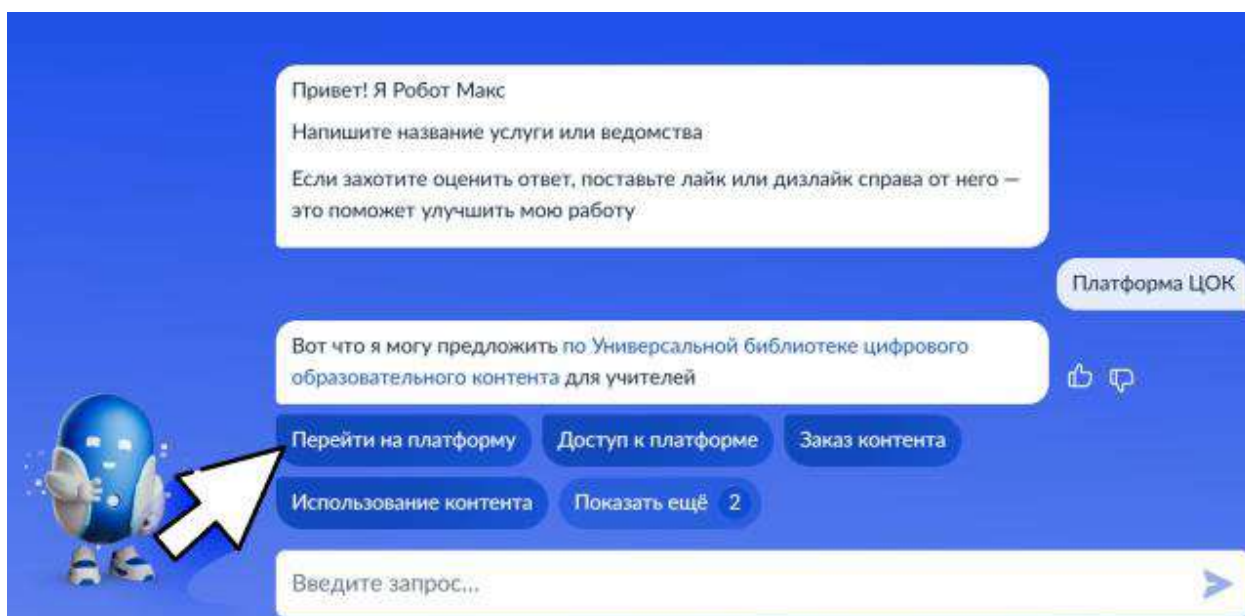 Привет! Я Робот Макс
Напишите название услуги или ведомства
Если захотите оценить ответ, поставьте лайк или дизлайк справа от него —
это поможет улучшить мою работу
Платформа ЦОК
Вот что я могу предложить по Универсальной библиотеке цифрового
образовательного контента для учителей
Перейти на платформу Доступ к платформе Заказ контента
Использование контента Показать ещё 2
Введите запрос...